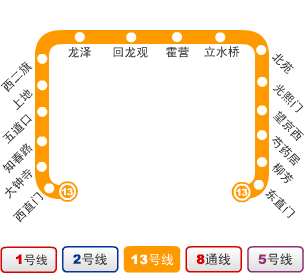 龙泽
回龙观
霍营
立水桥
西二旗
上地
五道口
知春路
大钟寺
西直门
北苑
光熙门
望京西
芍药居
柳芳
东直门
13
13
1号线
2号线
13号线
8通线
5号线